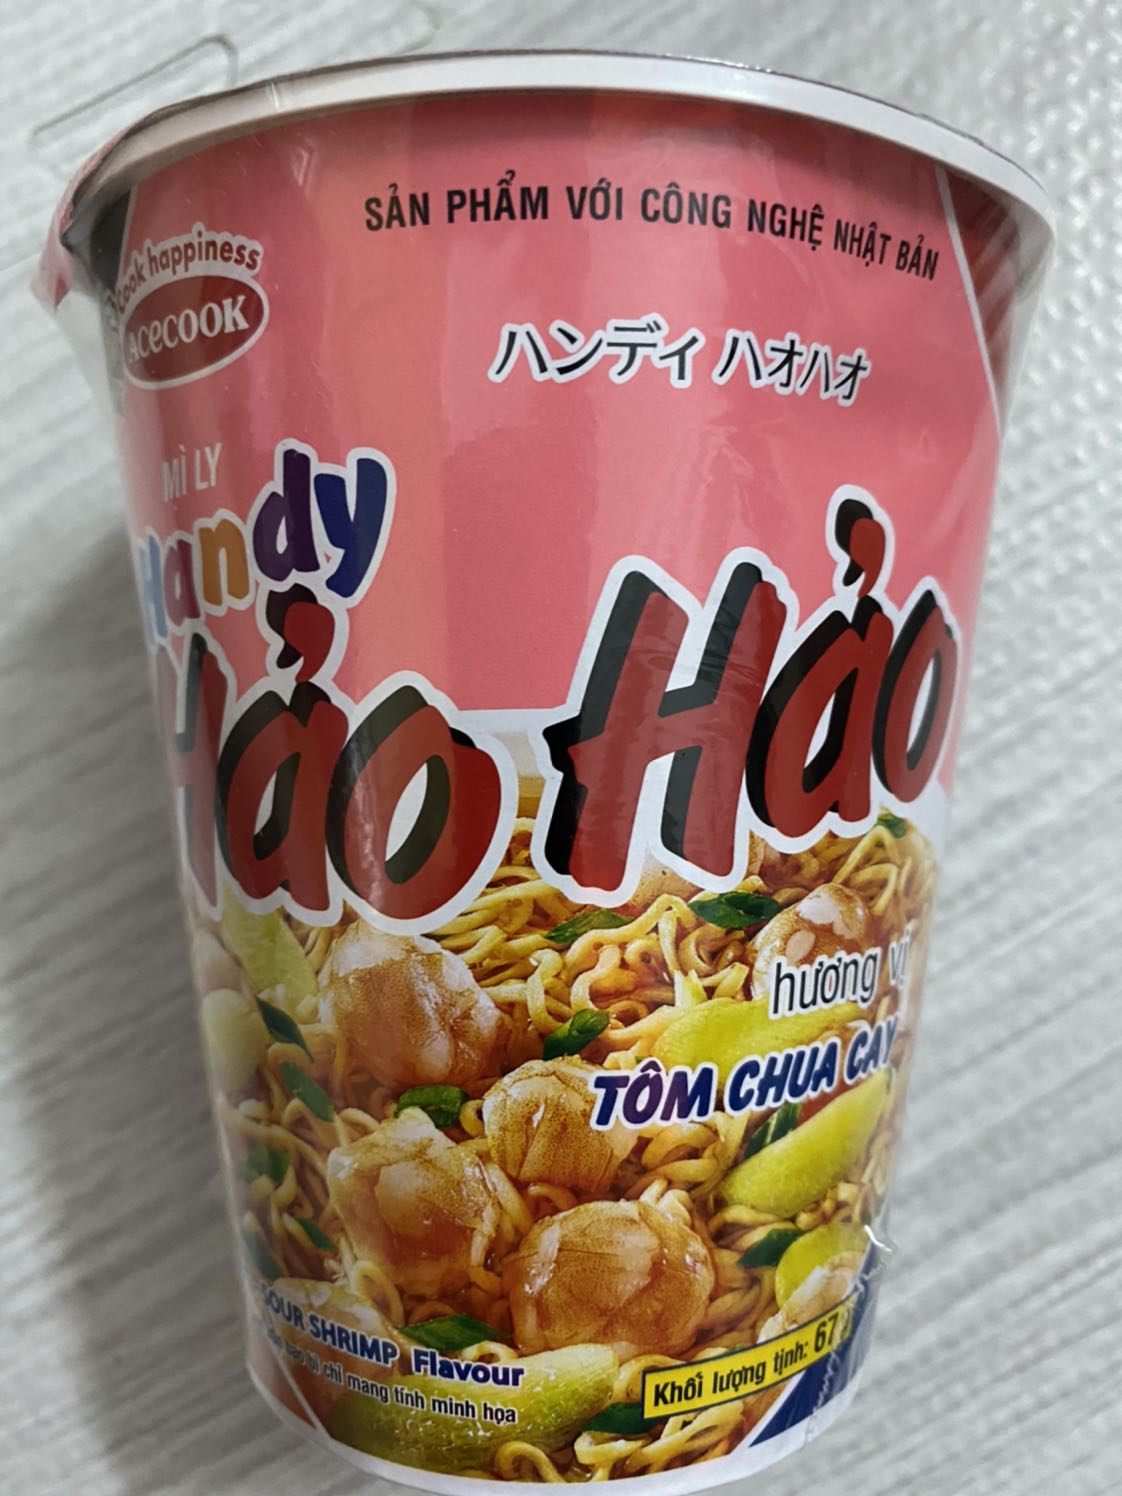 SẢN PHẨM VỚI CÔNG NGHỆ NHẬT BẢN
Cook happiness
ACECOOK
ハンディ ハオハオ
MÌ LY
Handy
Hảo Hảo
hương vị
TÔM CHUA CAY
SOUR SHRIMP Flavour
bao bì chỉ mang tính minh họa
Khối lượng tịnh: 67